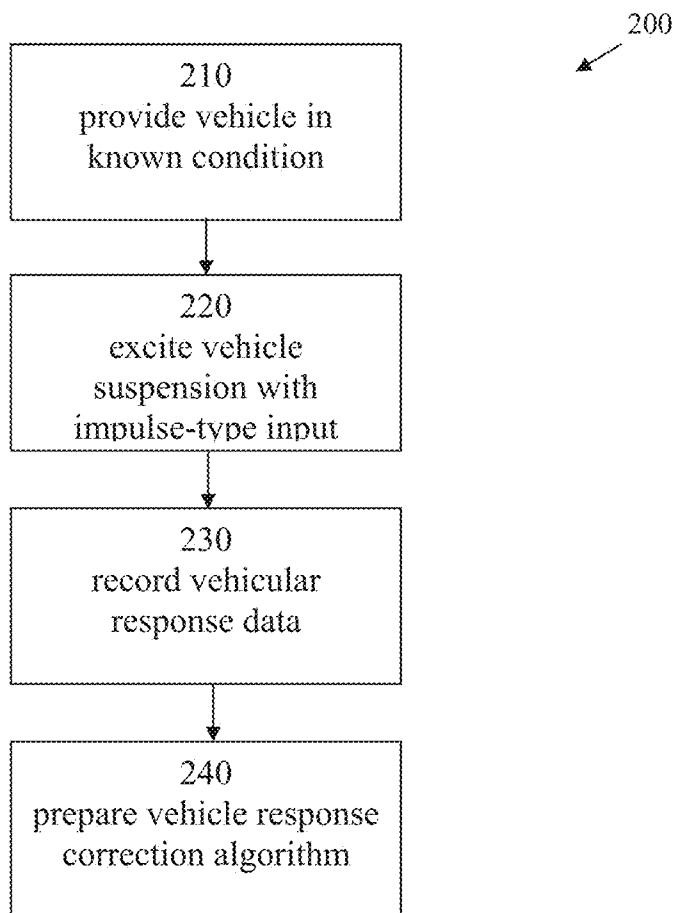 200
210
provide vehicle in
known condition
220
excite vehicle
suspension with
impulse-type input
230
record vehicular
response data
240
prepare vehicle response
correction algorithm